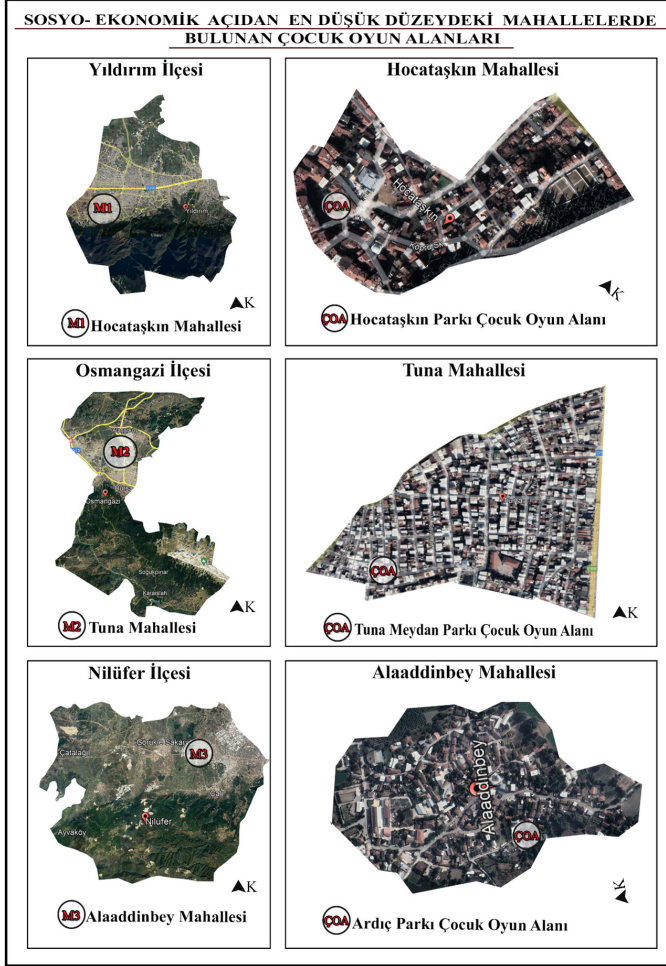 SOSYO- EKONOMİK AÇIDAN EN DÜŞÜK DÜZEYDEKİ MAHALLELERDE
BULUNAN ÇOCUK OYUN ALANLARI
Yıldırım İlçesi
M1
Yıldırım
K
M1 Hocataşkın Mahallesi
Hocataşkın Mahallesi
ÇOA
Hocataşkın
K
ÇOA Hocataşkın Parkı Çocuk Oyun Alanı
Osmangazi İlçesi
M2
Osmangazi
Soğukpınar
Karaislah
K
M2 Tuna Mahallesi
Tuna Mahallesi
ÇOA
K
ÇOA Tuna Meydan Parkı Çocuk Oyun Alanı
Nilüfer İlçesi
Çatalağıl
M3
Çalı
Nilüfer
Ayvaköy
K
M3 Alaaddinbey Mahallesi
Alaaddinbey Mahallesi
Alaaddinbey
ÇOA
K
ÇOA Ardıç Parkı Çocuk Oyun Alanı